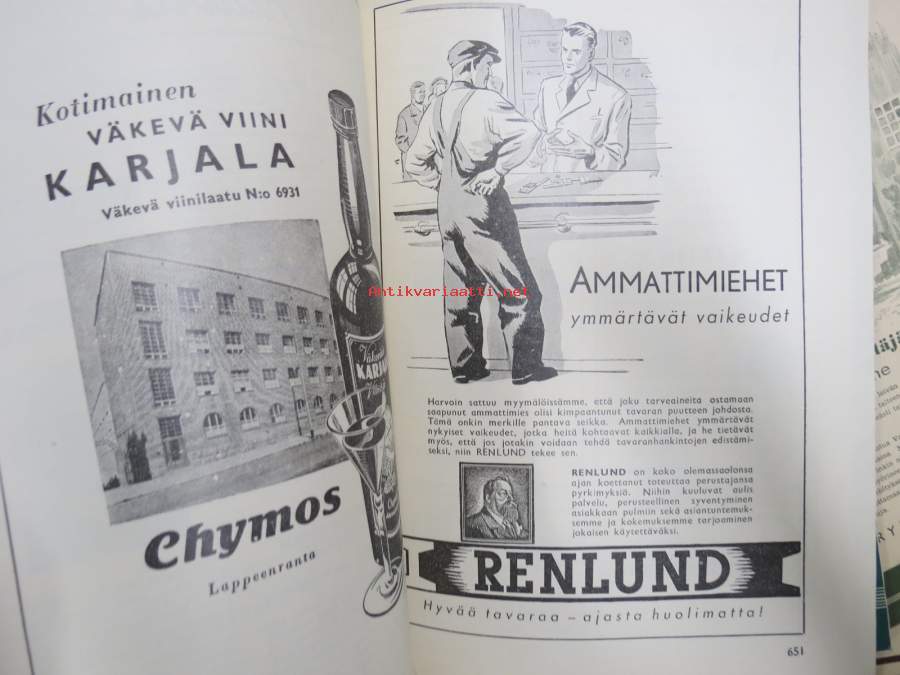 Kotimainen
VÄKEVÄ VIINI
KARJALA
Väkevä viinilaatu N:o 6931
Chymos
Lappeenranta
AMMATTIMIEHET
ymmärtävät vaikeudet
Antikvariaatti.net
Harvoin sattuu myymälöissämme, että joku tarveaineita ostamaan
saapunut ammattimies olisi kimpaantunut tavaran puutteen johdosta.
Tämä onkin merkille pantava seikka. Ammattimiehet ymmärtävät
nykyiset vaikeudet, jotka heitä kohtaavat kaikkialla, ja he tietävät
myös, että jos jotakin voidaan tehdä tavaranhankintojen edistämi-
seksi, niin RENLUND tekee sen.
RENLUND on koko olemassaolonsa
ajan koettanut toteuttaa perustajansa
pyrkimyksiä. Niihin kuuluvat aulis
palvelu, perusteellinen syventyminen
asiakkaan pulmiin sekä asiantuntemuk-
semme ja kokemuksemme tarjoaminen
jokaisen käytettäväksi.
RENLUND
Hyvää tavaraa – ajasta huolimatta!
651